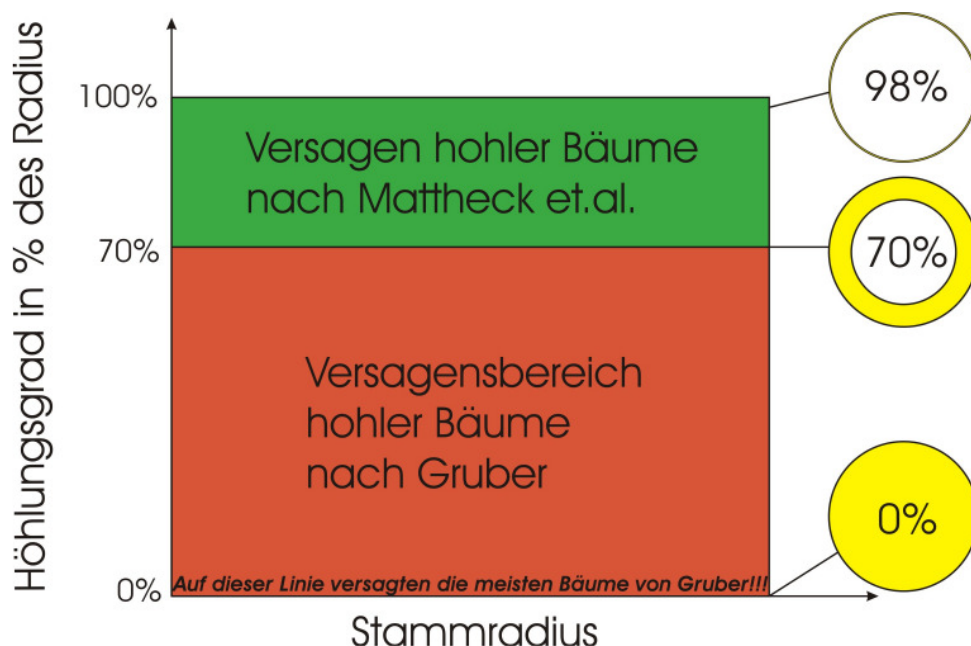 Höhlungsgrad in % des Radius
100%
70%
0%
Versagen hohler Bäume
nach Mattheck et.al.
Versagensbereich
hohler Bäume
nach Gruber
Auf dieser Linie versagten die meisten Bäume von Gruber!!!
Stammradius
98%
70%
0%